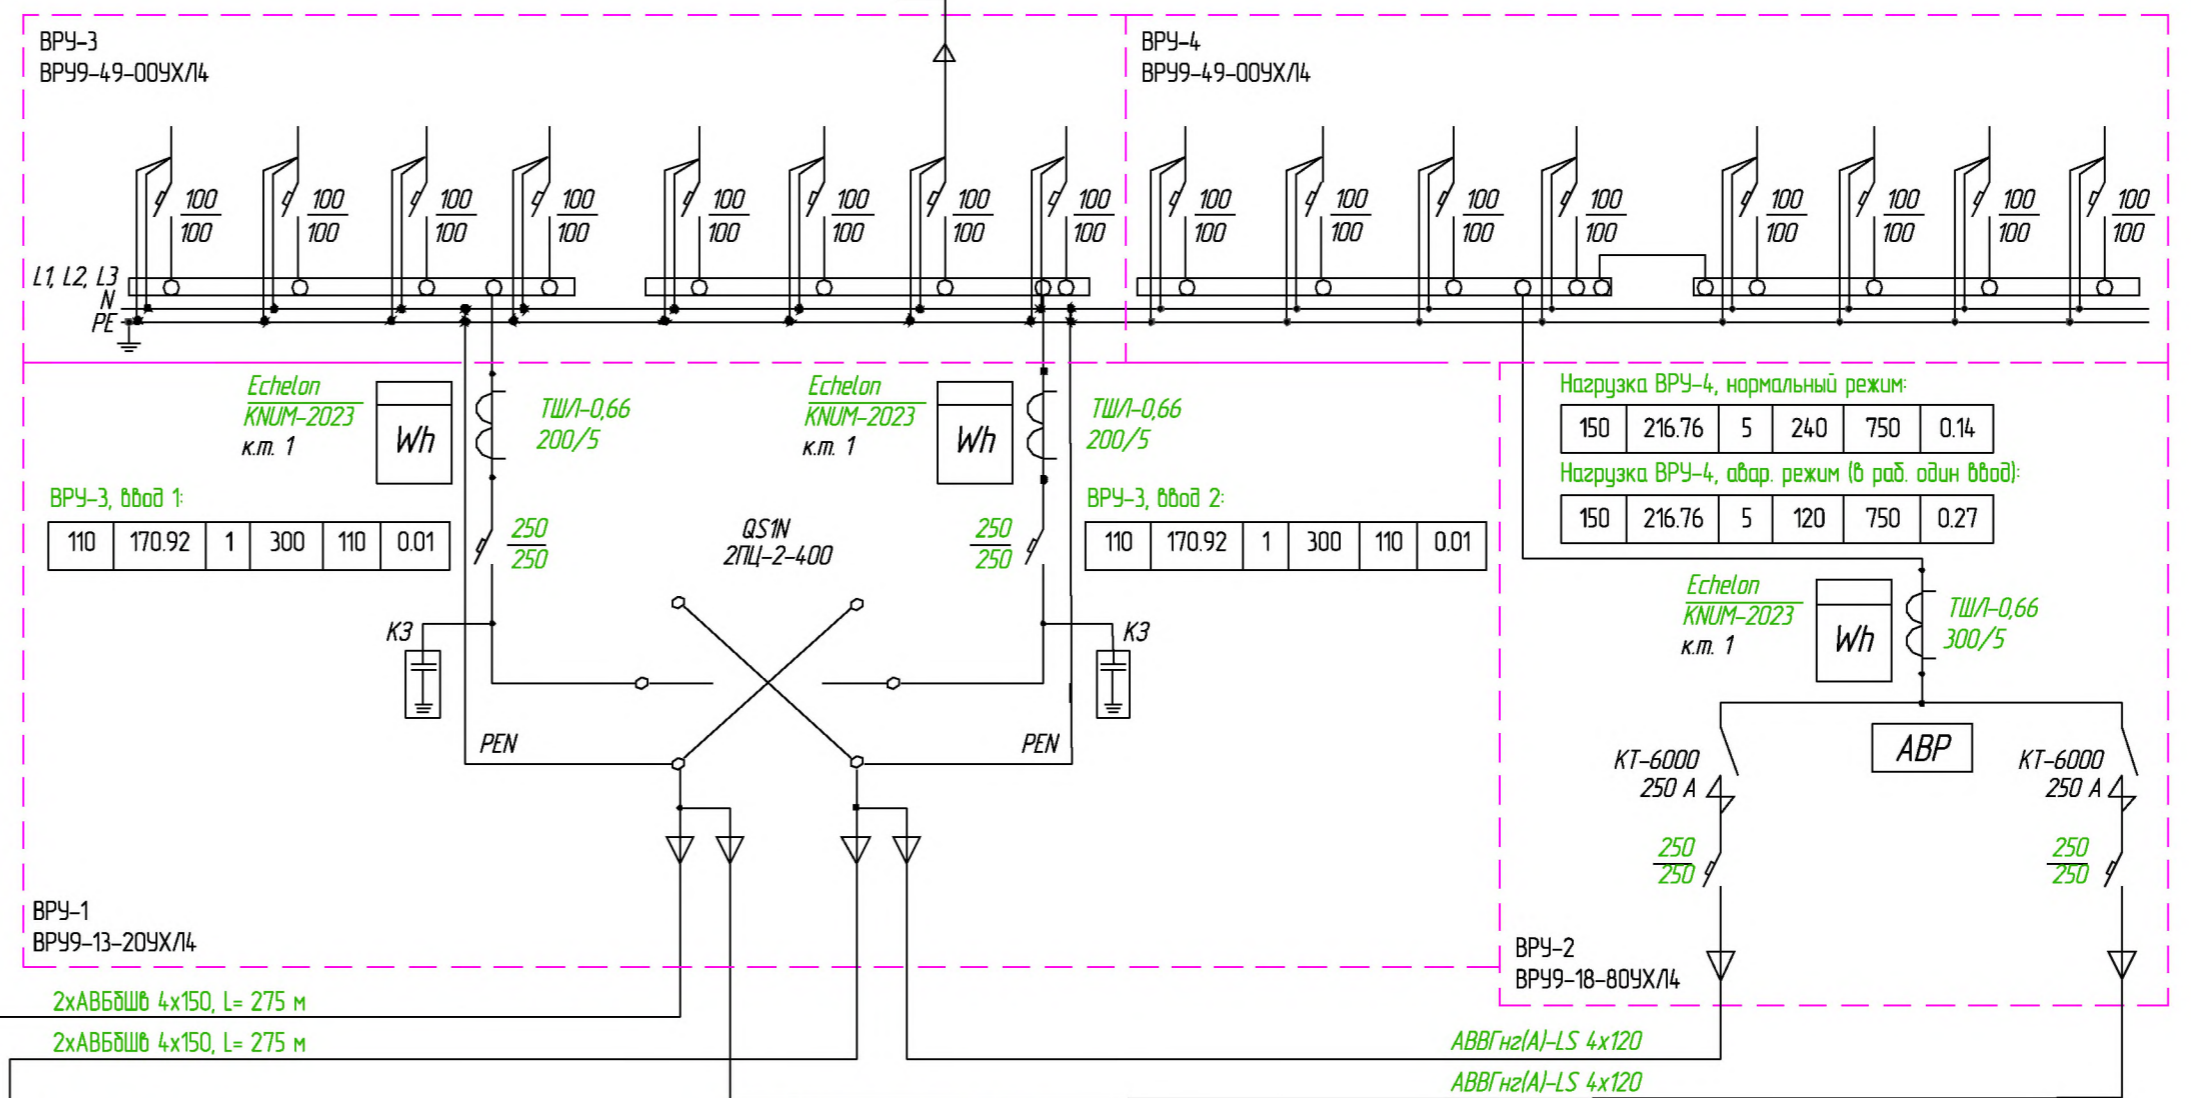 ВРУ-3
ВРУ9-49-00УХЛ4
ВРУ-4
ВРУ9-49-00УХЛ4
100 100 100 100 100 100 100 100 100 100 100 100 100 100 100 100
100 100 100 100 100 100 100 100 100 100 100 100 100 100 100 100
L1, L2, L3
N
PE
Echelon
KNUM-2023
к.т. 1
Wh
ТШЛ-0,66
200/5
Echelon
KNUM-2023
к.т. 1
Wh
ТШЛ-0,66
200/5
Нагрузка ВРУ-4, нормальный режим:
150 216.76 5 240 750 0.14
Нагрузка ВРУ-4, авар. режим (в раб. один ввод):
150 216.76 5 120 750 0.27
ВРУ-3, ввод 1:
110 170.92 1 300 110 0.01
250
250
QS1N
2ПЦ-2-400
250
250
ВРУ-3, ввод 2:
110 170.92 1 300 110 0.01
Echelon
KNUM-2023
к.т. 1
Wh
ТШЛ-0,66
300/5
КЗ
КЗ
PEN
PEN
КТ-6000
250 А
АВР
КТ-6000
250 А
250
250
250
250
ВРУ-1
ВРУ9-13-20УХЛ4
ВРУ-2
ВРУ9-18-80УХЛ4
2хАВБбШв 4х150, L= 275 м
2хАВБбШв 4х150, L= 275 м
АВВГнг(А)-LS 4х120
АВВГнг(А)-LS 4х120